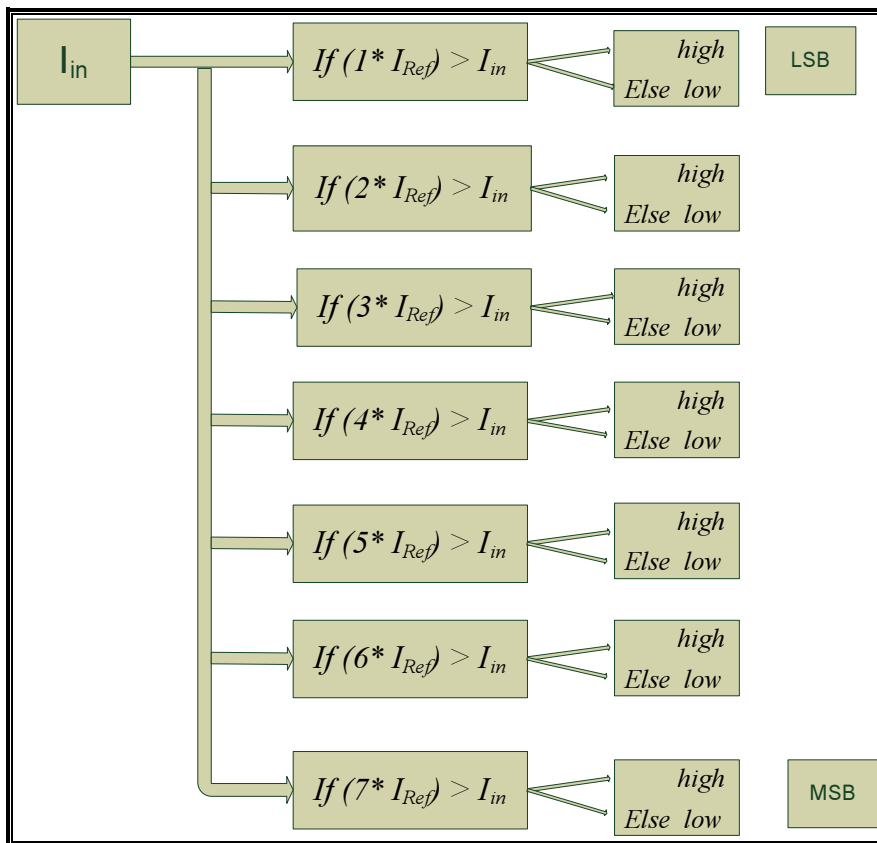 Iin
If (1* IRef) > Iin
high
Else low
LSB
If (2* IRef) > Iin
high
Else low
If (3* IRef) > Iin
high
Else low
If (4* IRef) > Iin
high
Else low
If (5* IRef) > Iin
high
Else low
If (6* IRef) > Iin
high
Else low
If (7* IRef) > Iin
high
Else low
MSB